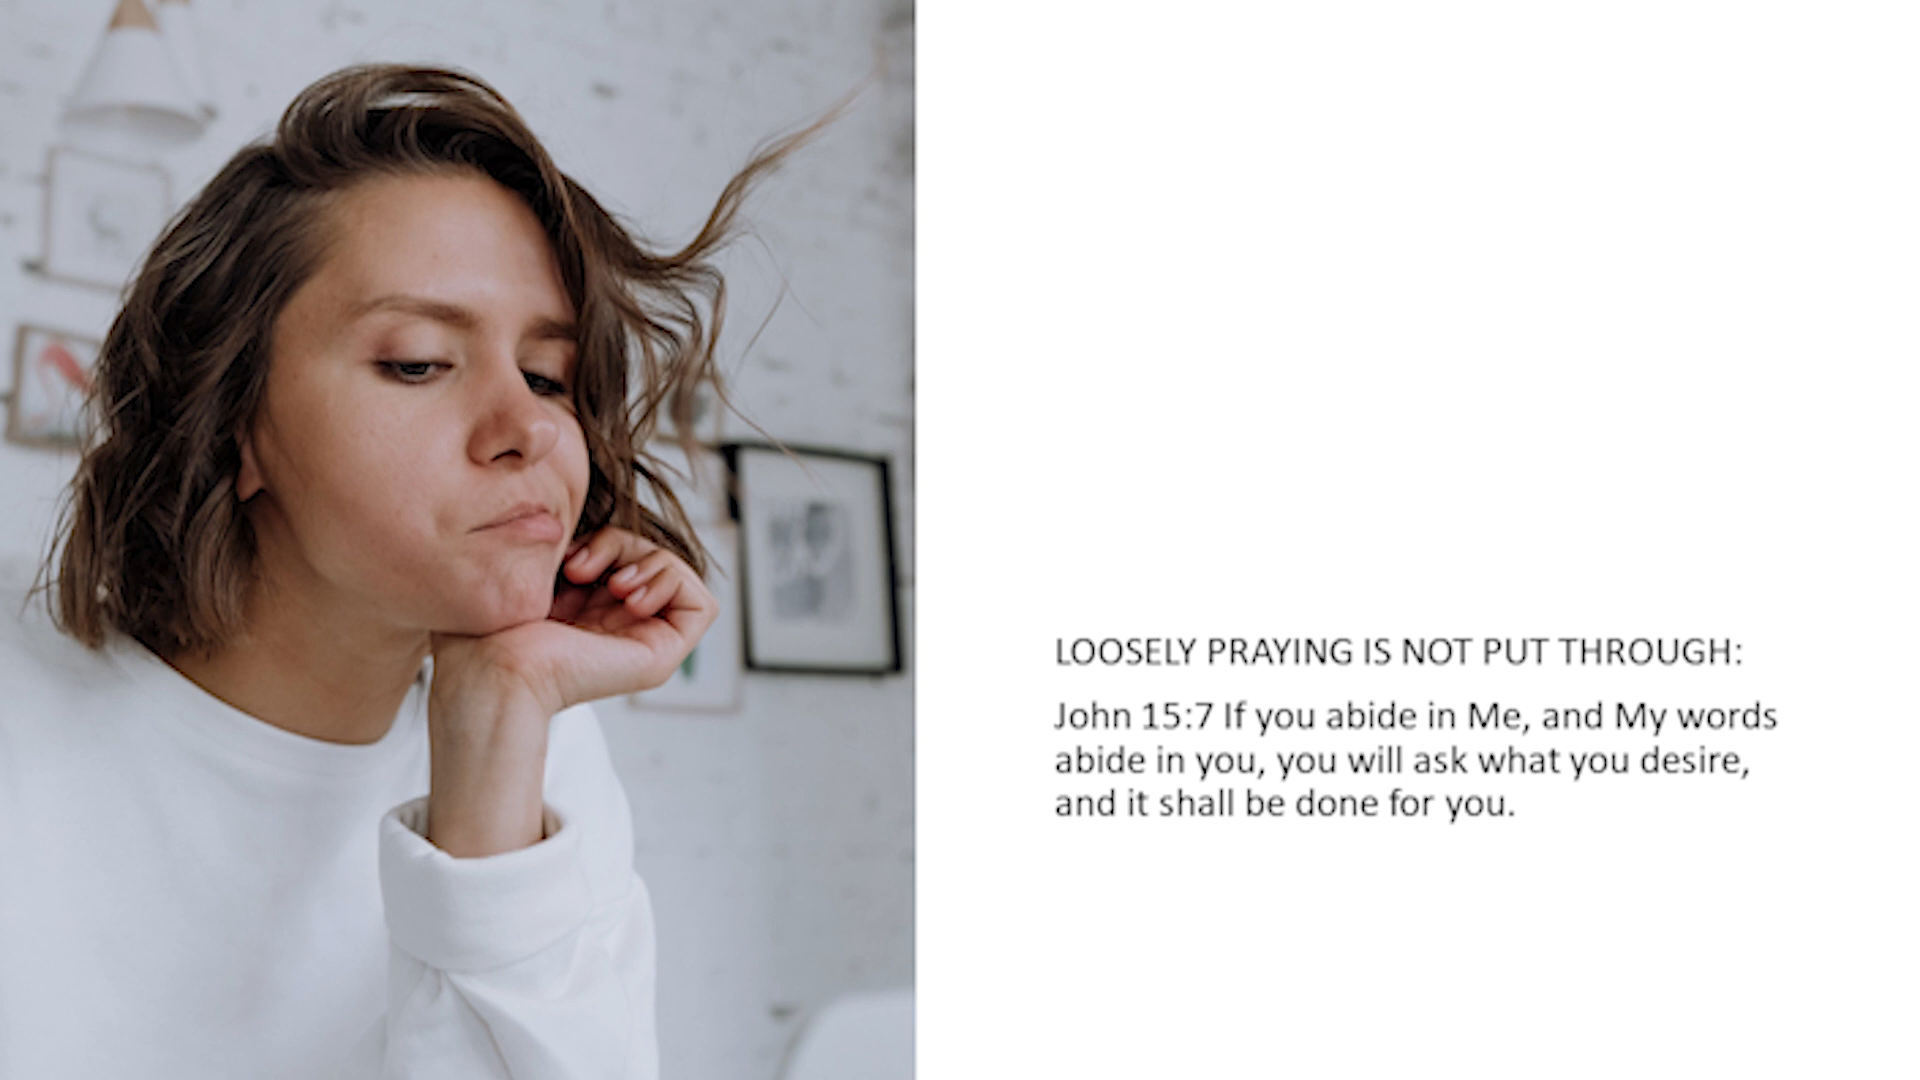 LOOSELY PRAYING IS NOT PUT THROUGH:
John 15:7 If you abide in Me, and My words
abide in you, you will ask what you desire,
and it shall be done for you.